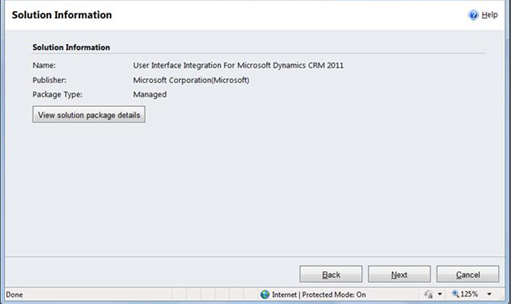 Solution Information
Help
Solution Information
Name: User Interface Integration For Microsoft Dynamics CRM 2011
Publisher: Microsoft Corporation(Microsoft)
Package Type: Managed
View solution package details
Back Next Cancel
Done Internet | Protected Mode: On 125%